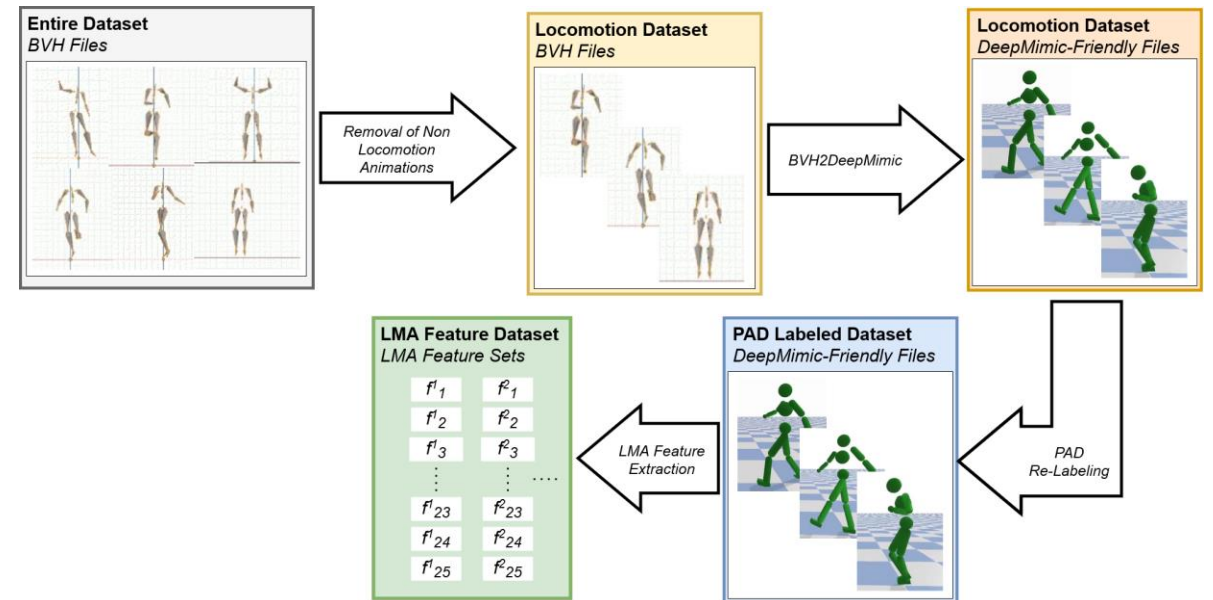 Entire Dataset
BVH Files
Removal of Non
Locomotion
Animations
Locomotion Dataset
BVH Files
BVH2DeepMimic
Locomotion Dataset
DeepMimic-Friendly Files
PAD
Re-Labeling
PAD Labeled Dataset
DeepMimic-Friendly Files
LMA Feature
Extraction
LMA Feature Dataset
LMA Feature Sets
f¹₁ f²₁
f¹₂ f²₂
f¹₃ f²₃
⋮ ⋮ ....
f¹₂₃ f²₂₃
f¹₂₄ f²₂₄
f¹₂₅ f²₂₅